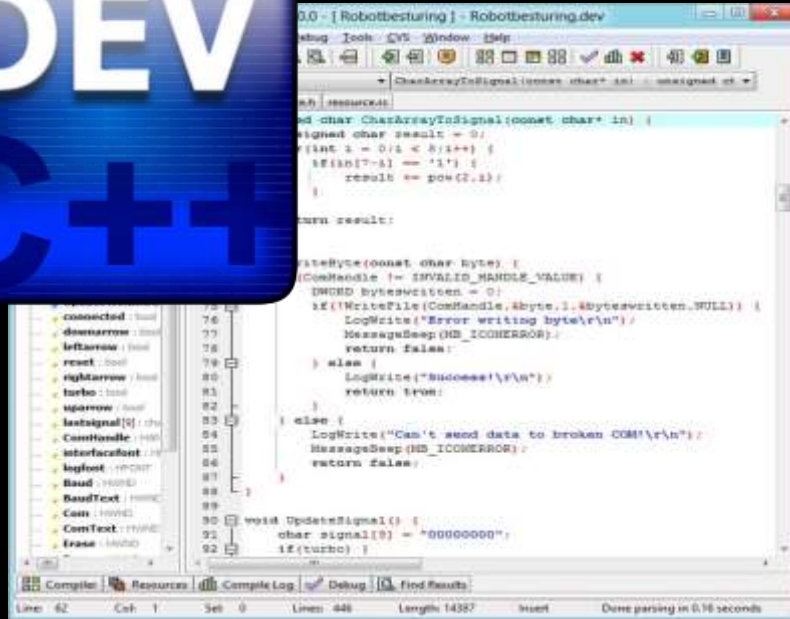 DEV
C++
0.0 - [ Robotbesturing ] - Robotbesturing.dev
ebug Tools CVS Window Help
CharArrayToSignal(const char* in) : unsigned ch
.h resource.rc
ed char CharArrayToSignal(const char* in) {
signed char result = 0;
r(int i = 0;i < 8;i++) {
if(in[7-i] == '1') {
result += pow(2,i);
}
turn result;
riteByte(const char byte) {
(ComHandle != INVALID_HANDLE_VALUE) {
DWORD byteswritten = 0;
75 if(!WriteFile(ComHandle,&byte,1,&byteswritten,NULL)) {
76 LogWrite("Error writing byte\r\n");
77 MessageBeep(MB_ICONERROR);
78 return false;
79 } else {
80 LogWrite("Success!\r\n");
81 return true;
82 }
83 } else {
84 LogWrite("Can't send data to broken COM!\r\n");
85 MessageBeep(MB_ICONERROR);
86 return false;
87 }
88 }
89
90 void UpdateSignal() {
91 char signal[9] = "00000000";
92 if(turbo) {
connected : bool
downarrow : bool
leftarrow : bool
reset : bool
rightarrow : bool
turbo : bool
uparrow : bool
lastsignal[9] : cha
ComHandle : HAN
interfacefont : HF
logfont : HFONT
Baud : HWND
BaudText : HWND
Com : HWND
ComText : HWND
Erase : HWND
Compiler Resources Compile Log Debug Find Results
Line: 62 Col: 1 Sel: 0 Lines: 446 Length: 14387 Insert Done parsing in 0.16 seconds